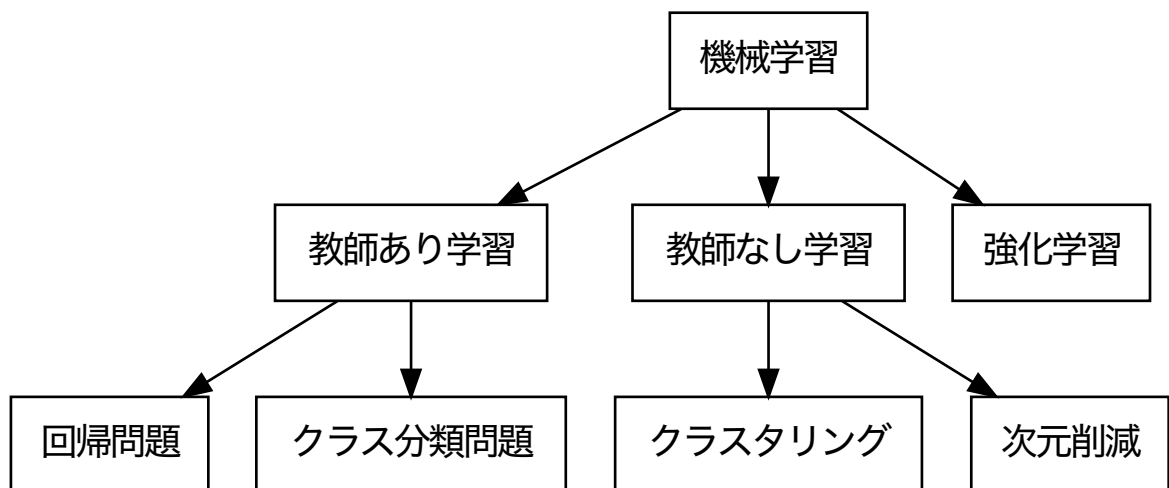 機械学習
教師あり学習
教師なし学習
強化学習
回帰問題
クラス分類問題
クラスタリング
次元削減